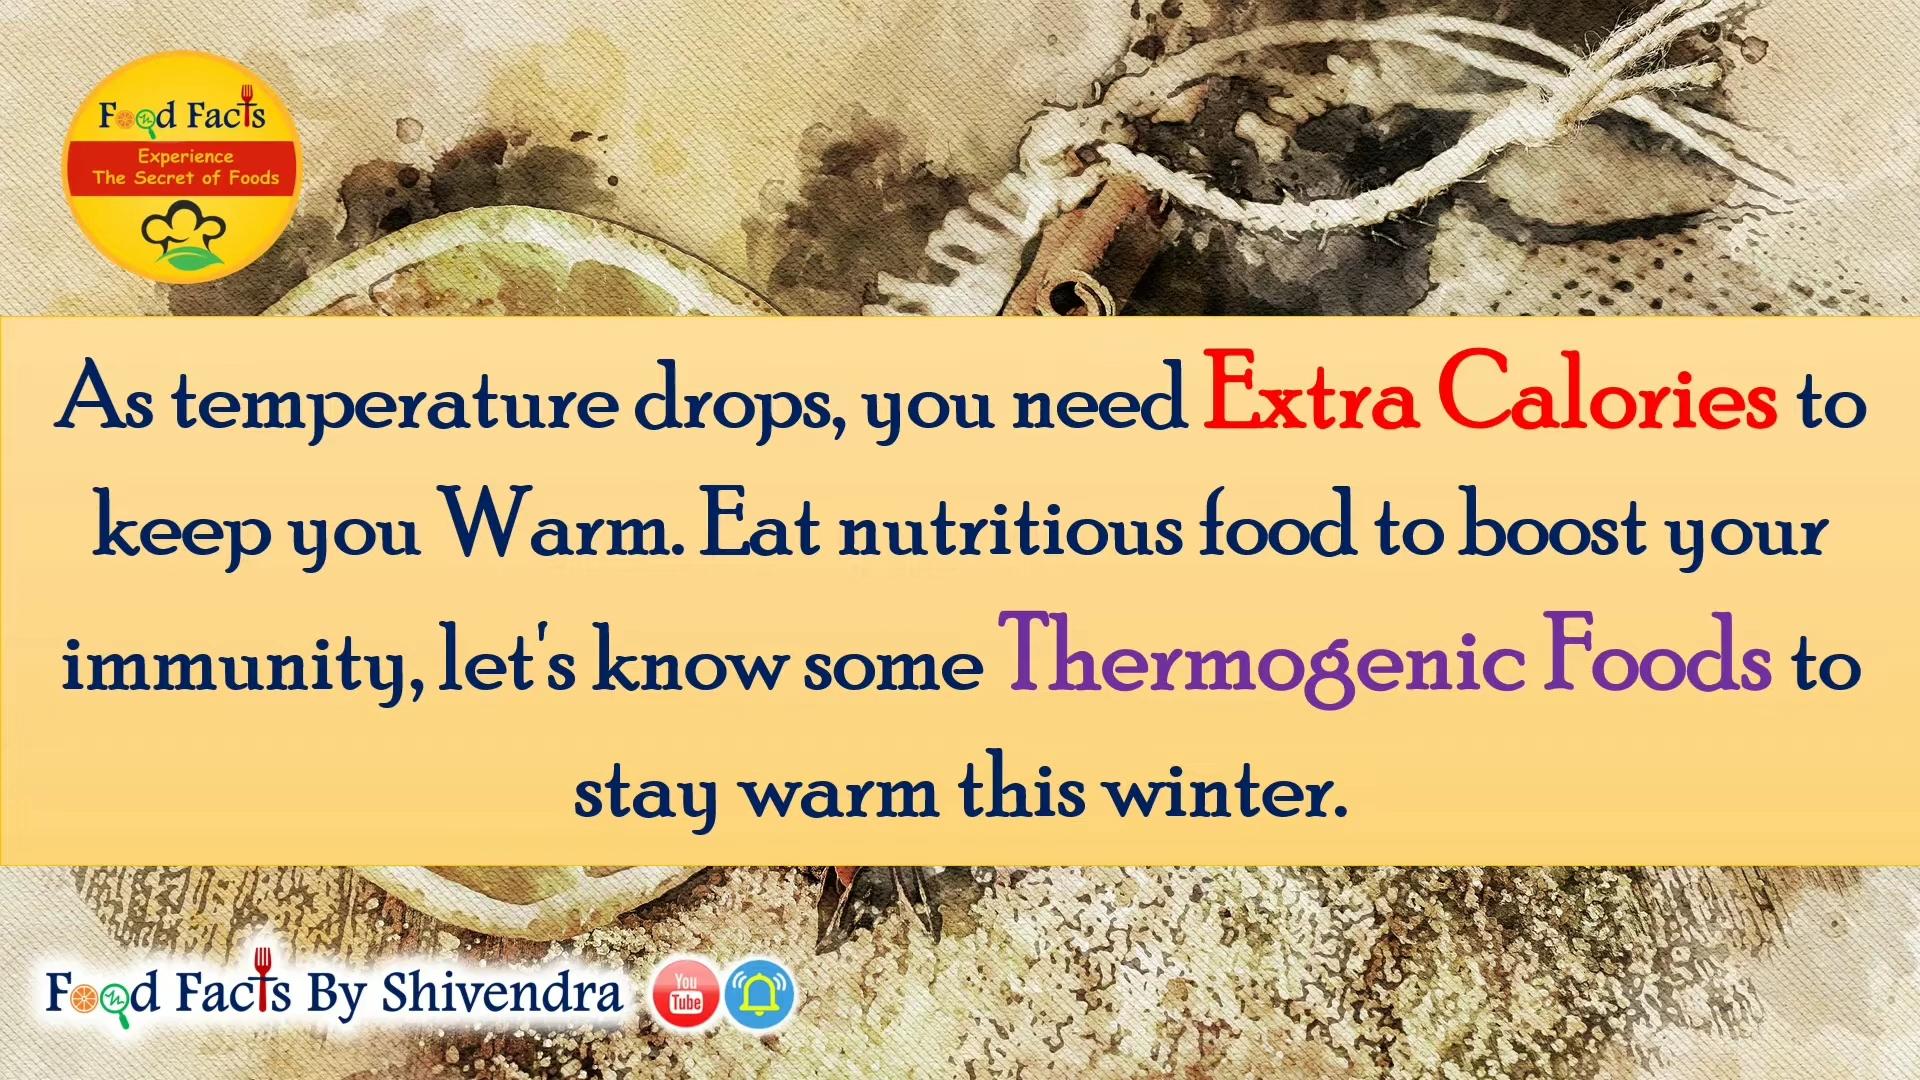 Food Facts
Experience
The Secret of Foods
As temperature drops, you need Extra Calories to
keep you Warm. Eat nutritious food to boost your
immunity, let's know some Thermogenic Foods to
stay warm this winter.
Food Facts By Shivendra
You
Tube